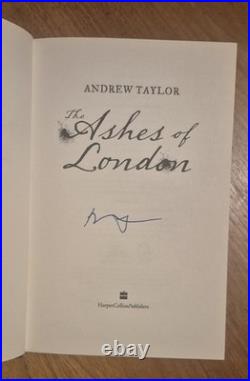 ANDREW TAYLOR
The
Ashes of
London
HarperCollinsPublishers